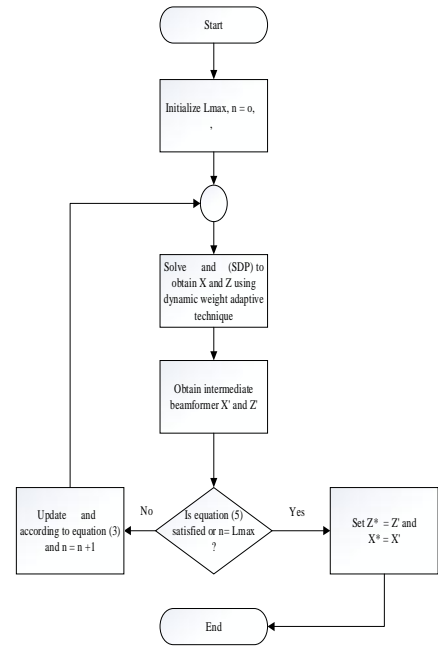 Start
Initialize Lmax, n = o,
,
Solve and (SDP) to
obtain X and Z using
dynamic weight adaptive
technique
Obtain intermediate
beamformer X' and Z'
Is equation (5)
satisfied or n= Lmax
?
No
Yes
Update and
according to equation (3)
and n = n +1
Set Z* = Z' and
X* = X'
End